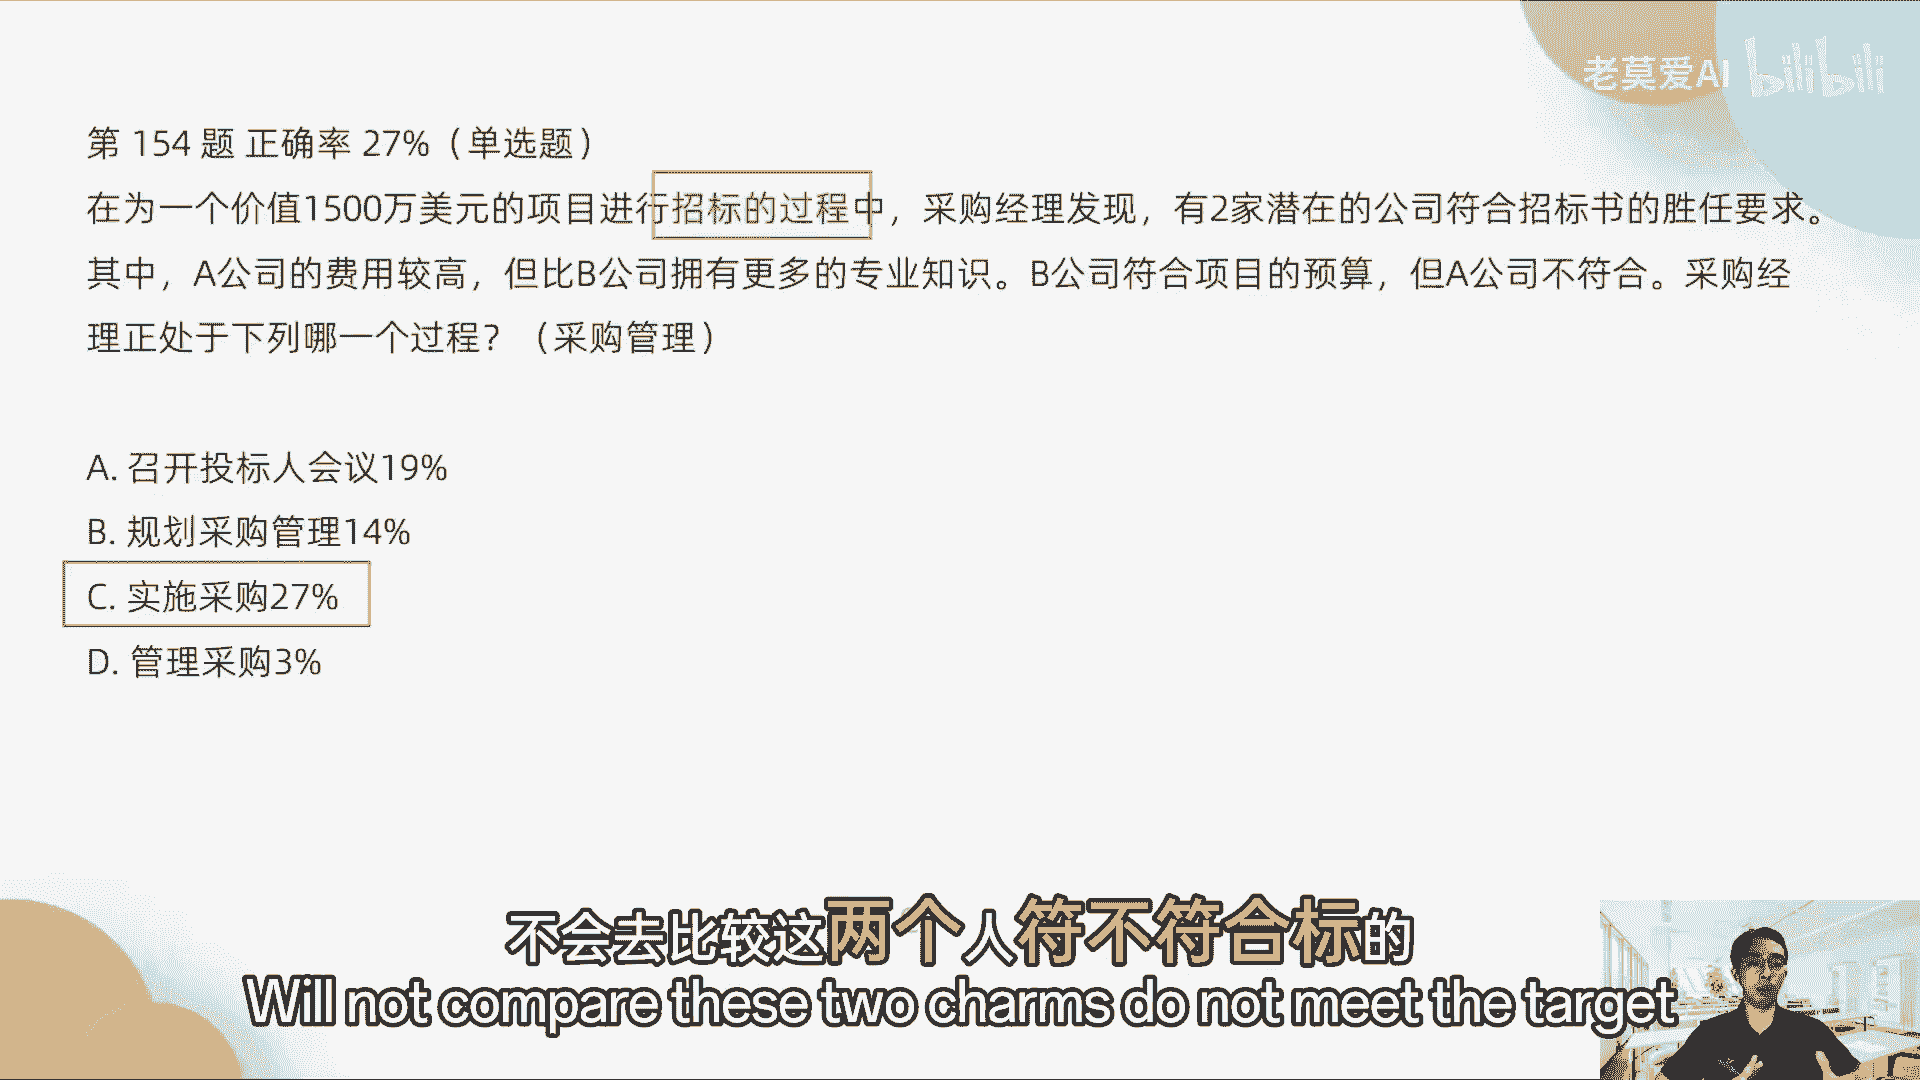 老莫爱AI bilibili
第 154 题 正确率 27%（单选题）
在为一个价值1500万美元的项目进行招标的过程中，采购经理发现，有2家潜在的公司符合招标书的胜任要求。
其中，A公司的费用较高，但比B公司拥有更多的专业知识。B公司符合项目的预算，但A公司不符合。采购经
理正处于下列哪一个过程？（采购管理）
A. 召开投标人会议19%
B. 规划采购管理14%
C. 实施采购27%
D. 管理采购3%
不会去比较这两个人符不符合标的
Will not compare these two charms do not meet the target